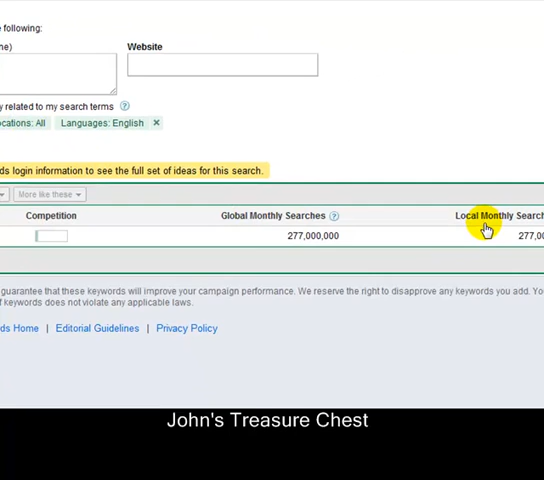 e following:
ne)
Website
y related to my search terms
ocations: All Languages: English
ds login information to see the full set of ideas for this search.
More like these
Competition Global Monthly Searches Local Monthly Search
277,000,000 277,00
guarantee that these keywords will improve your campaign performance. We reserve the right to disapprove any keywords you add. You
f keywords does not violate any applicable laws.
ds Home | Editorial Guidelines | Privacy Policy
John's Treasure Chest